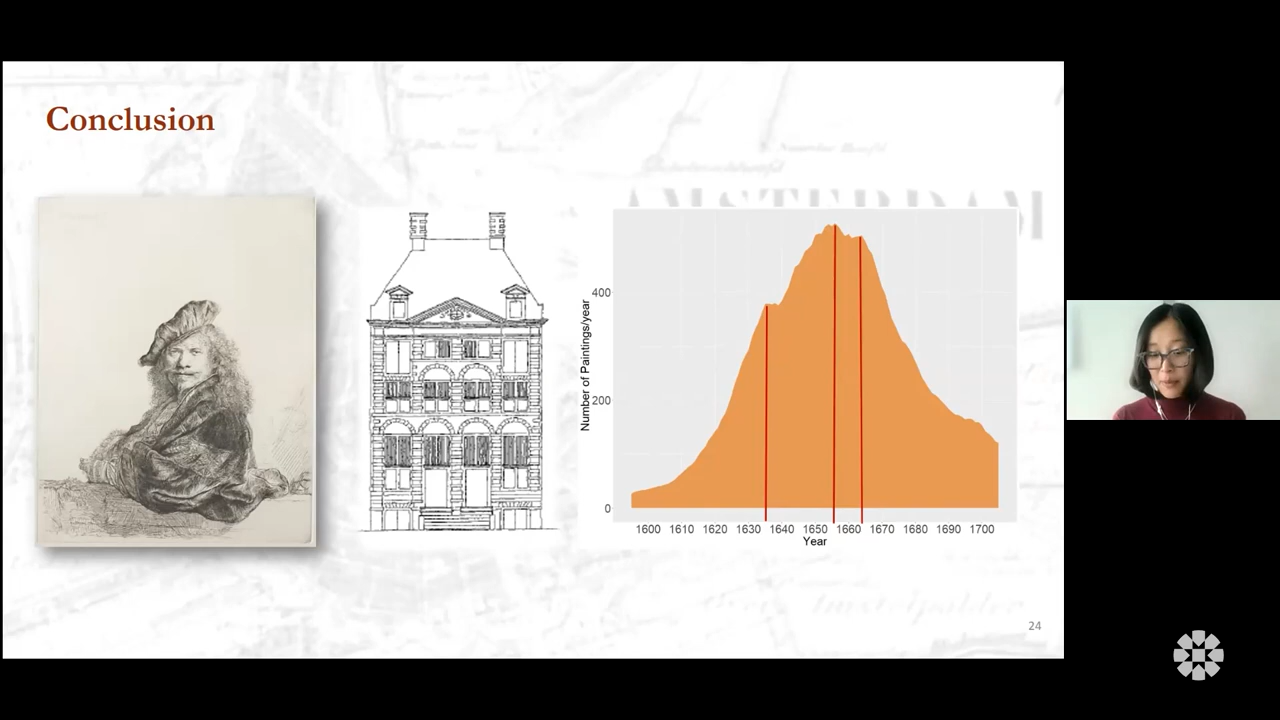 Conclusion
AMSTERDAM
Number of Paintings/year
400
200
0
1600 1610 1620 1630 1640 1650 1660 1670 1680 1690 1700
Year
24